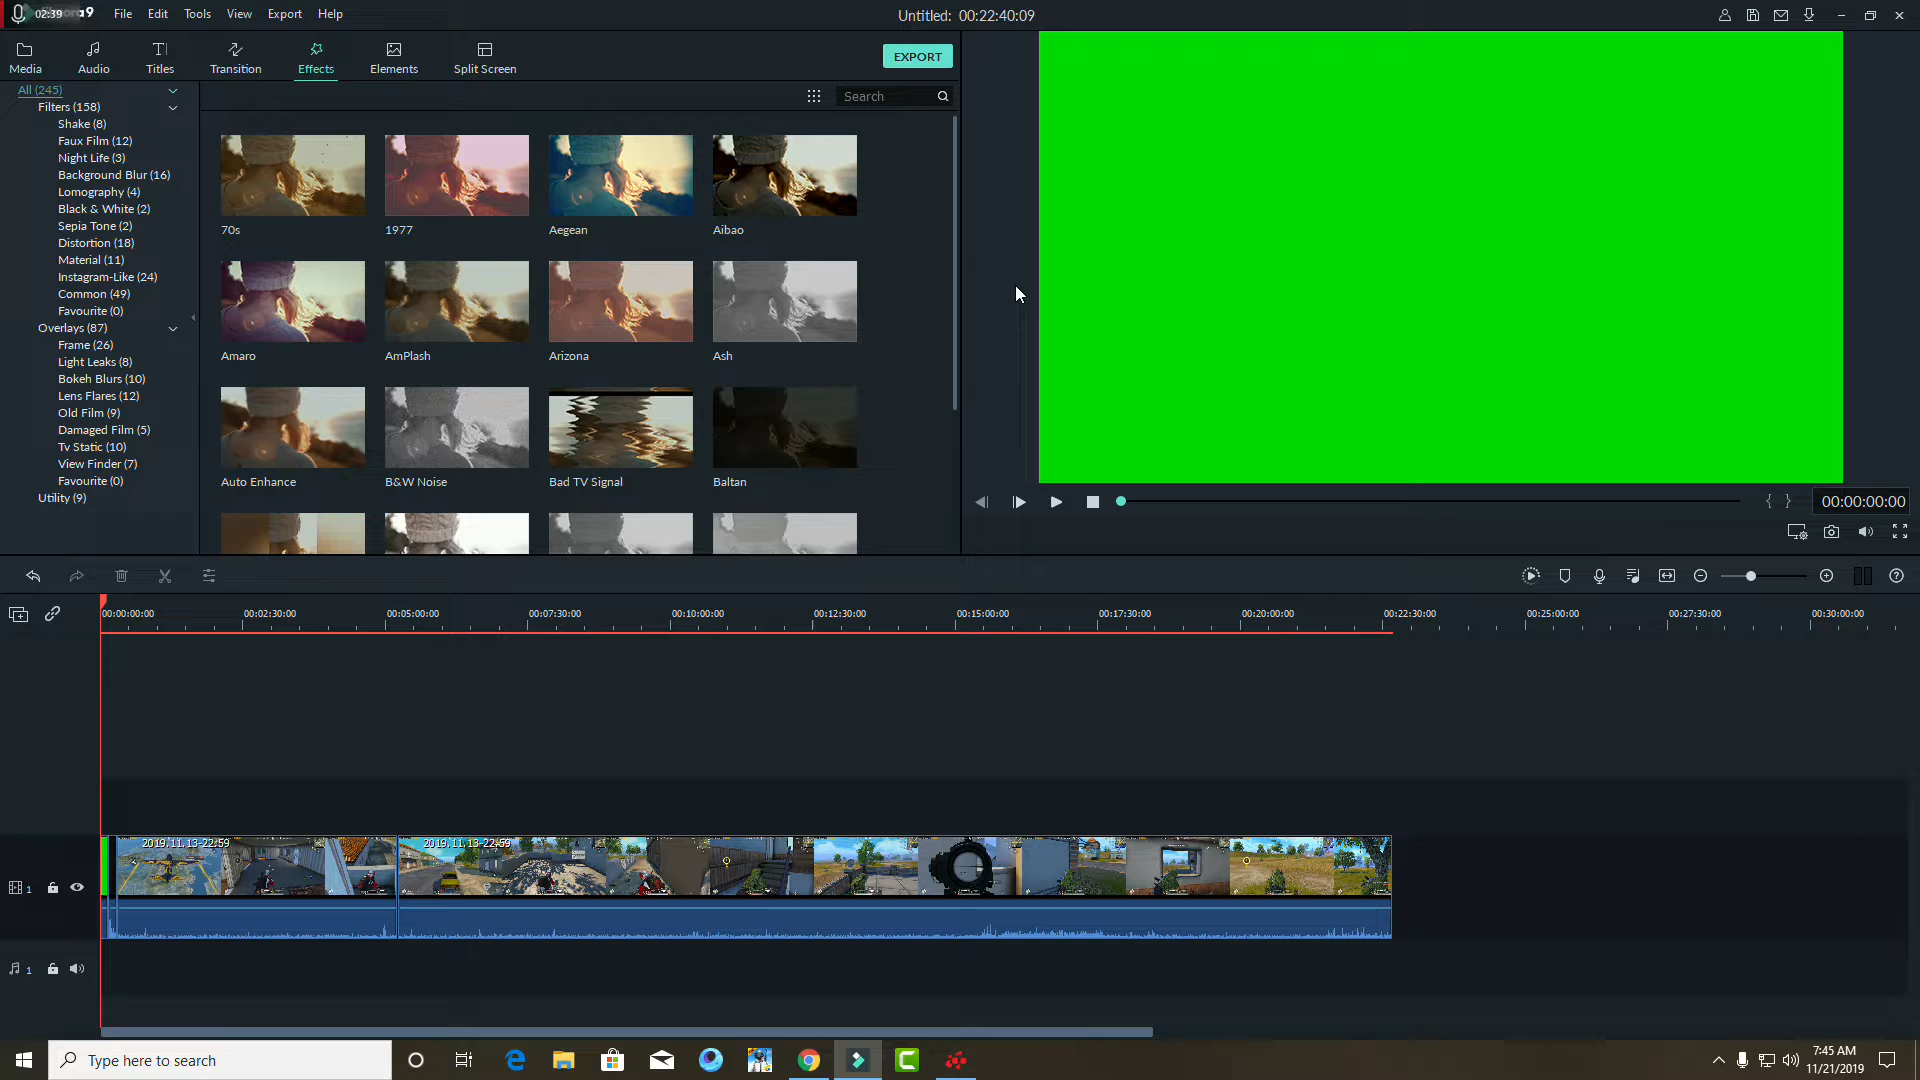 02:39
a9
File Edit Tools View Export Help
Untitled: 00:22:40:09
Media Audio Titles Transition Effects Elements Split Screen
EXPORT
All (245)
Filters (158)
Shake (8)
Faux Film (12)
Night Life (3)
Background Blur (16)
Lomography (4)
Black & White (2)
Sepia Tone (2)
Distortion (18)
Material (11)
Instagram-Like (24)
Common (49)
Favourite (0)
Overlays (87)
Frame (26)
Light Leaks (8)
Bokeh Blurs (10)
Lens Flares (12)
Old Film (9)
Damaged Film (5)
Tv Static (10)
View Finder (7)
Favourite (0)
Utility (9)
Search
70s 1977 Aegean Aibao
Amaro AmPlash Arizona Ash
Auto Enhance B&W Noise Bad TV Signal Baltan
00:00:00:00
00:00:00:00 00:02:30:00 00:05:00:00 00:07:30:00 00:10:00:00 00:12:30:00 00:15:00:00 00:17:30:00 00:20:00:00 00:22:30:00 00:25:00:00 00:27:30:00 00:30:00:00
2019.11.13-22:59 2019.11.13-22:59
1
1
Type here to search
7:45 AM
11/21/2019